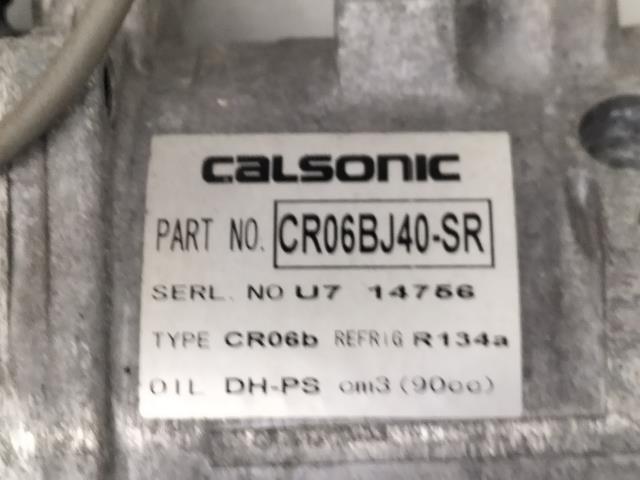 CALSONIC
PART NO. CR06BJ40-SR
SERL. NO U7 14756
TYPE CR06b REFRIG R134a
OIL DH-PS cm3 (90cc)